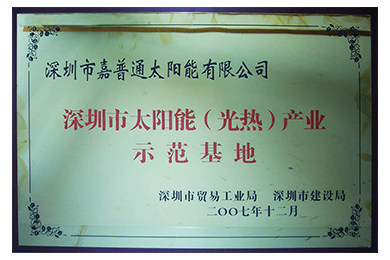 深圳市嘉普通太阳能有限公司
深圳市太阳能（光热）产业
示范基地
深圳市贸易工业局 深圳市建设局
二〇〇七年十二月